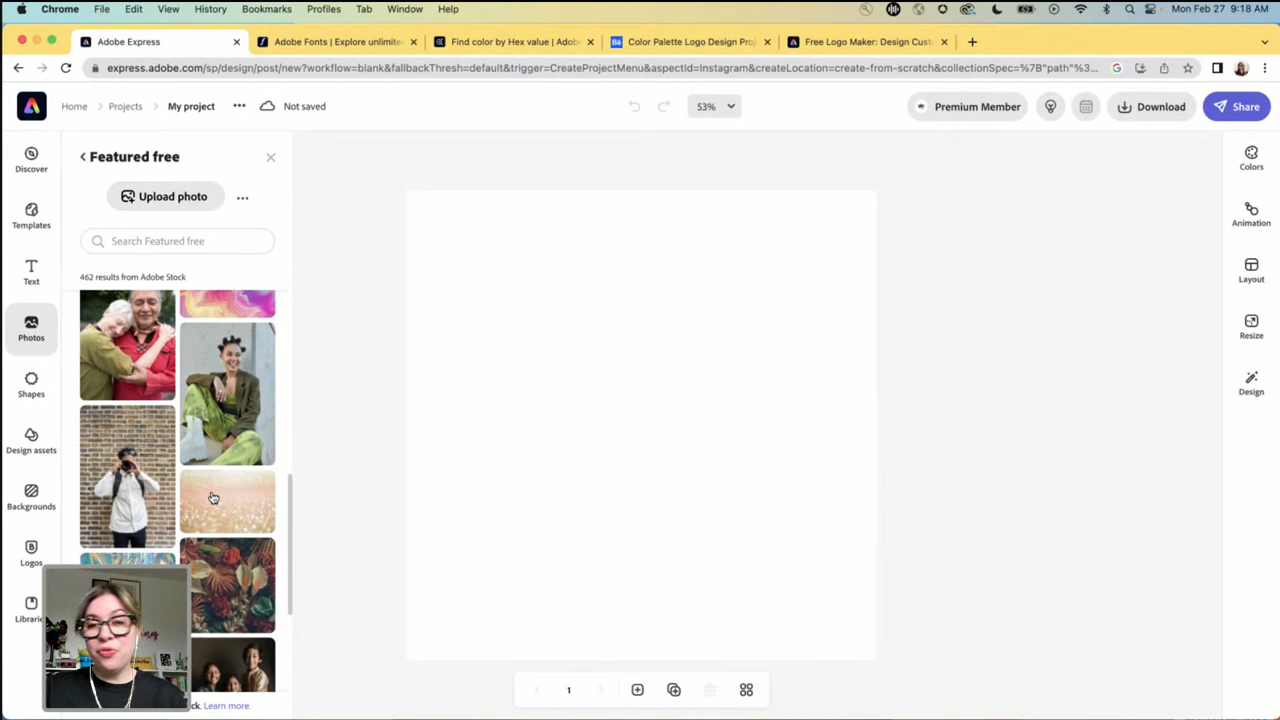 Chrome File Edit View History Bookmarks Profiles Tab Window Help Mon Feb 27 9:18 AM
Adobe Express Adobe Fonts | Explore unlimite Find color by Hex value | Adob Color Palette Logo Design Proj Free Logo Maker: Design Cust
express.adobe.com/sp/design/post/new?workflow=blank&fallbackThresh=default&trigger=CreateProjectMenu&aspectId=Instagram&createLocation=create-from-scratch&collectionSpec=%7B"path"%3...
Home Projects My project ... Not saved 53% Premium Member Download Share
Discover
Templates
Text
Photos
Shapes
Design assets
Backgrounds
Logos
Librarie
Featured free
Upload photo
Search Featured free
462 results from Adobe Stock
ck. Learn more.
1
Colors
Animation
Layout
Resize
Design